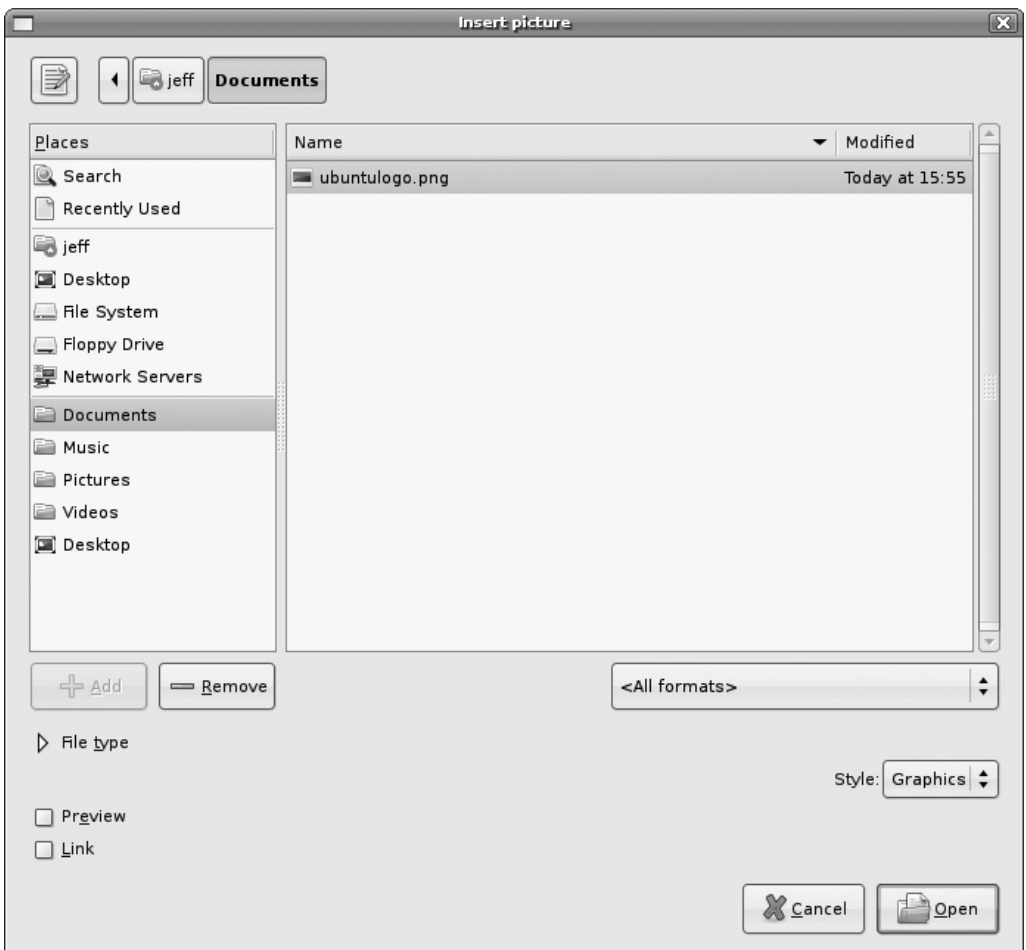 Insert picture
jeff
Documents
Places
Search
Recently Used
jeff
Desktop
File System
Floppy Drive
Network Servers
Documents
Music
Pictures
Videos
Desktop
Name
Modified
ubuntulogo.png
Today at 15:55
Add
Remove
<All formats>
File type
Style:
Graphics
Preview
Link
Cancel
Open